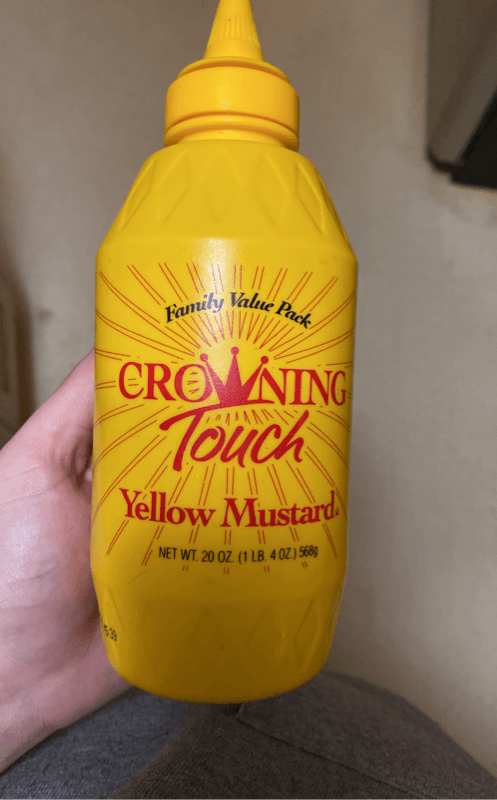 Family Value Pack
CROWNING
Touch
Yellow Mustard.
NET WT. 20 OZ. (1 LB. 4 OZ.) 568g